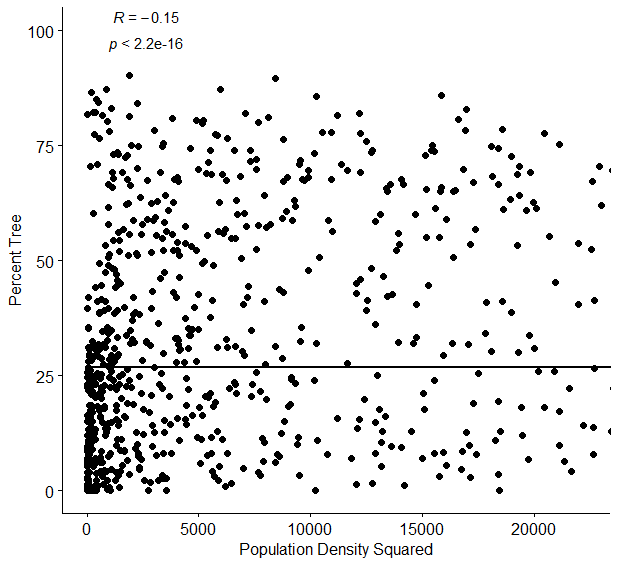 R = −0.15
p < 2.2e-16
100
75
50
25
0
Percent Tree
0 5000 10000 15000 20000
Population Density Squared